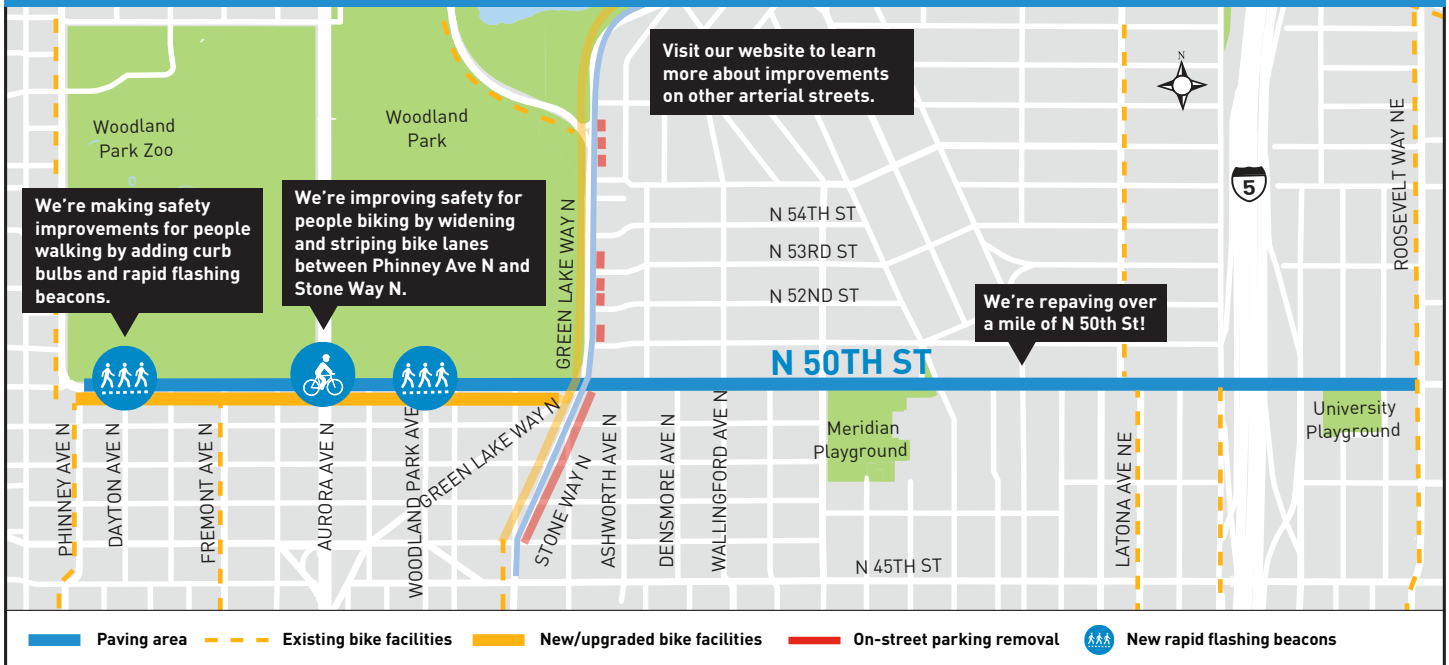 Visit our website to learn
more about improvements
on other arterial streets.
N
Woodland
Park Zoo
Woodland
Park
5
ROOSEVELT WAY NE
We're making safety
improvements for people
walking by adding curb
bulbs and rapid flashing
beacons.
We're improving safety for
people biking by widening
and striping bike lanes
between Phinney Ave N and
Stone Way N.
GREEN LAKE WAY N
N 54TH ST
N 53RD ST
N 52ND ST
We're repaving over
a mile of N 50th St!
N 50TH ST
PHINNEY AVE N
DAYTON AVE N
FREMONT AVE N
AURORA AVE N
WOODLAND PARK AVE
GREEN LAKE WAY N
STONE WAY N
ASHWORTH AVE N
DENSMORE AVE N
WALLINGFORD AVE N
Meridian
Playground
LATONA AVE NE
University
Playground
N 45TH ST
Paving area
Existing bike facilities
New/upgraded bike facilities
On-street parking removal
New rapid flashing beacons